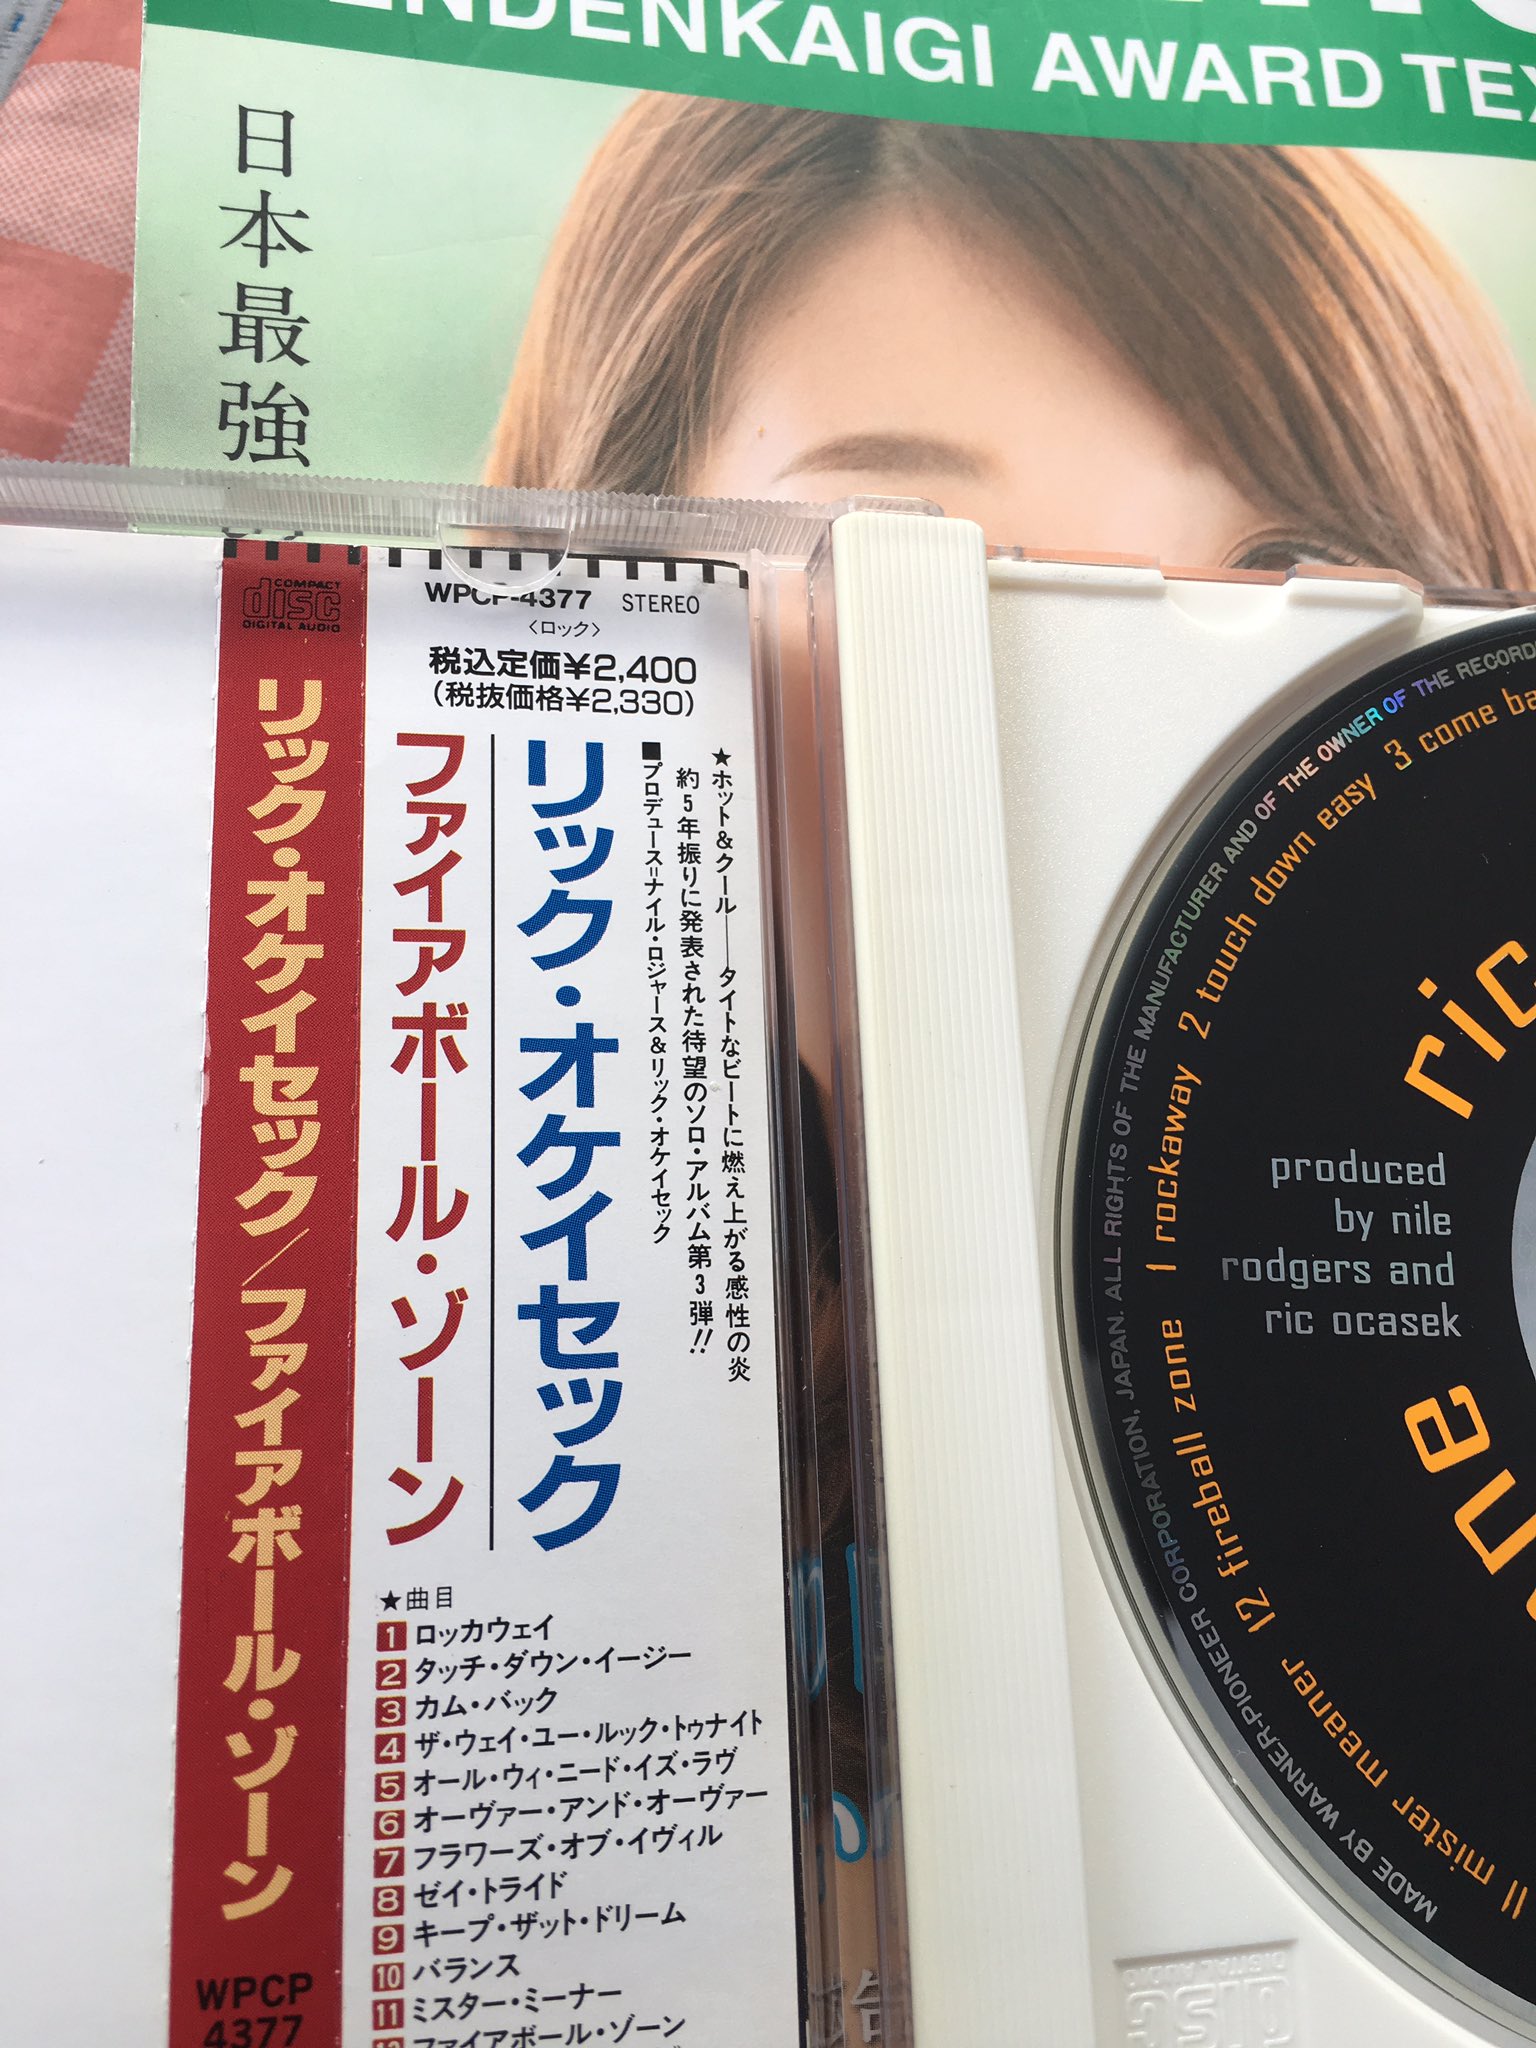 ENDENKAIGI AWARD TEX
日本最強
COMPACT
disc
DIGITAL AUDIO
リック・オケイセック/ファイアボール・ゾーン
WPCP
4377
WPCP-4377 STEREO
〈ロック〉
税込定価¥2,400
(税抜価格¥2,330)
★ホット&クール――タイトなビートに燃え上がる感性の炎
約5年振りに発表された待望のソロ・アルバム第3弾!!
■プロデュース=ナイル・ロジャース&リック・オケイセック
リック・オケイセック
ファイアボール・ゾーン
★曲目
1 ロッカウェイ
2 タッチ・ダウン・イージー
3 カム・バック
4 ザ・ウェイ・ユー・ルック・トゥナイト
5 オール・ウィ・ニード・イズ・ラヴ
6 オーヴァー・アンド・オーヴァー
7 フラワーズ・オブ・イヴィル
8 ゼイ・トライド
9 キープ・ザット・ドリーム
10 バランス
11 ミスター・ミーナー
12 ファイアボール・ゾーン
MADE BY WARNER-PIONEER CORPORATION, JAPAN. ALL RIGHTS OF THE MANUFACTURER AND OF THE OWNER OF THE RECORD
1 rockaway 2 touch down easy 3 come ba
11 mister meaner 12 fireball zone
ric
ne
produced
by nile
rodgers and
ric ocasek
disc
DIGITAL AUDIO